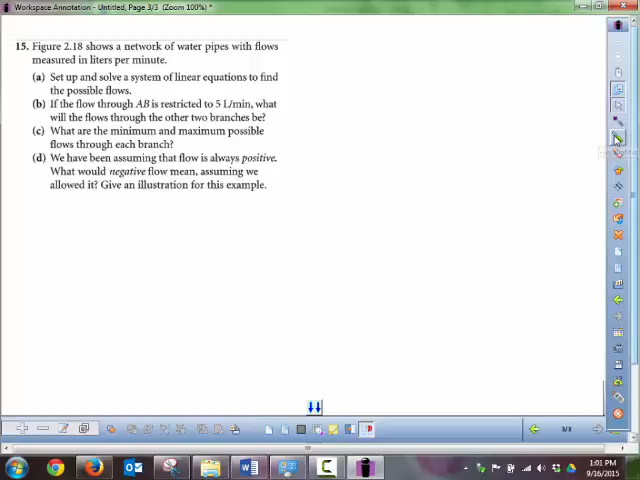 Workspace Annotation - Untitled, Page 3/3 (Zoom 100%) *
15. Figure 2.18 shows a network of water pipes with flows
measured in liters per minute.
(a) Set up and solve a system of linear equations to find
the possible flows.
(b) If the flow through AB is restricted to 5 L/min, what
will the flows through the other two branches be?
(c) What are the minimum and maximum possible
flows through each branch?
(d) We have been assuming that flow is always positive.
What would negative flow mean, assuming we
allowed it? Give an illustration for this example.
3/3
1:01 PM
9/16/2015